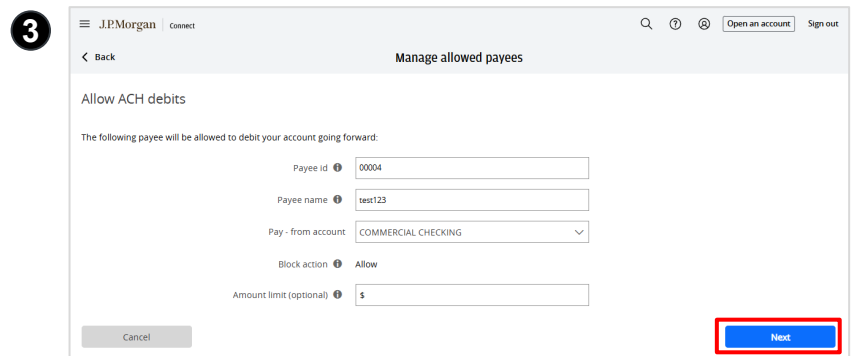 3
J.P.Morgan Connect Open an account Sign out
Back Manage allowed payees
Allow ACH debits
The following payee will be allowed to debit your account going forward:
Payee id 00004
Payee name test123
Pay - from account COMMERCIAL CHECKING
Block action Allow
Amount limit (optional) $
Cancel Next